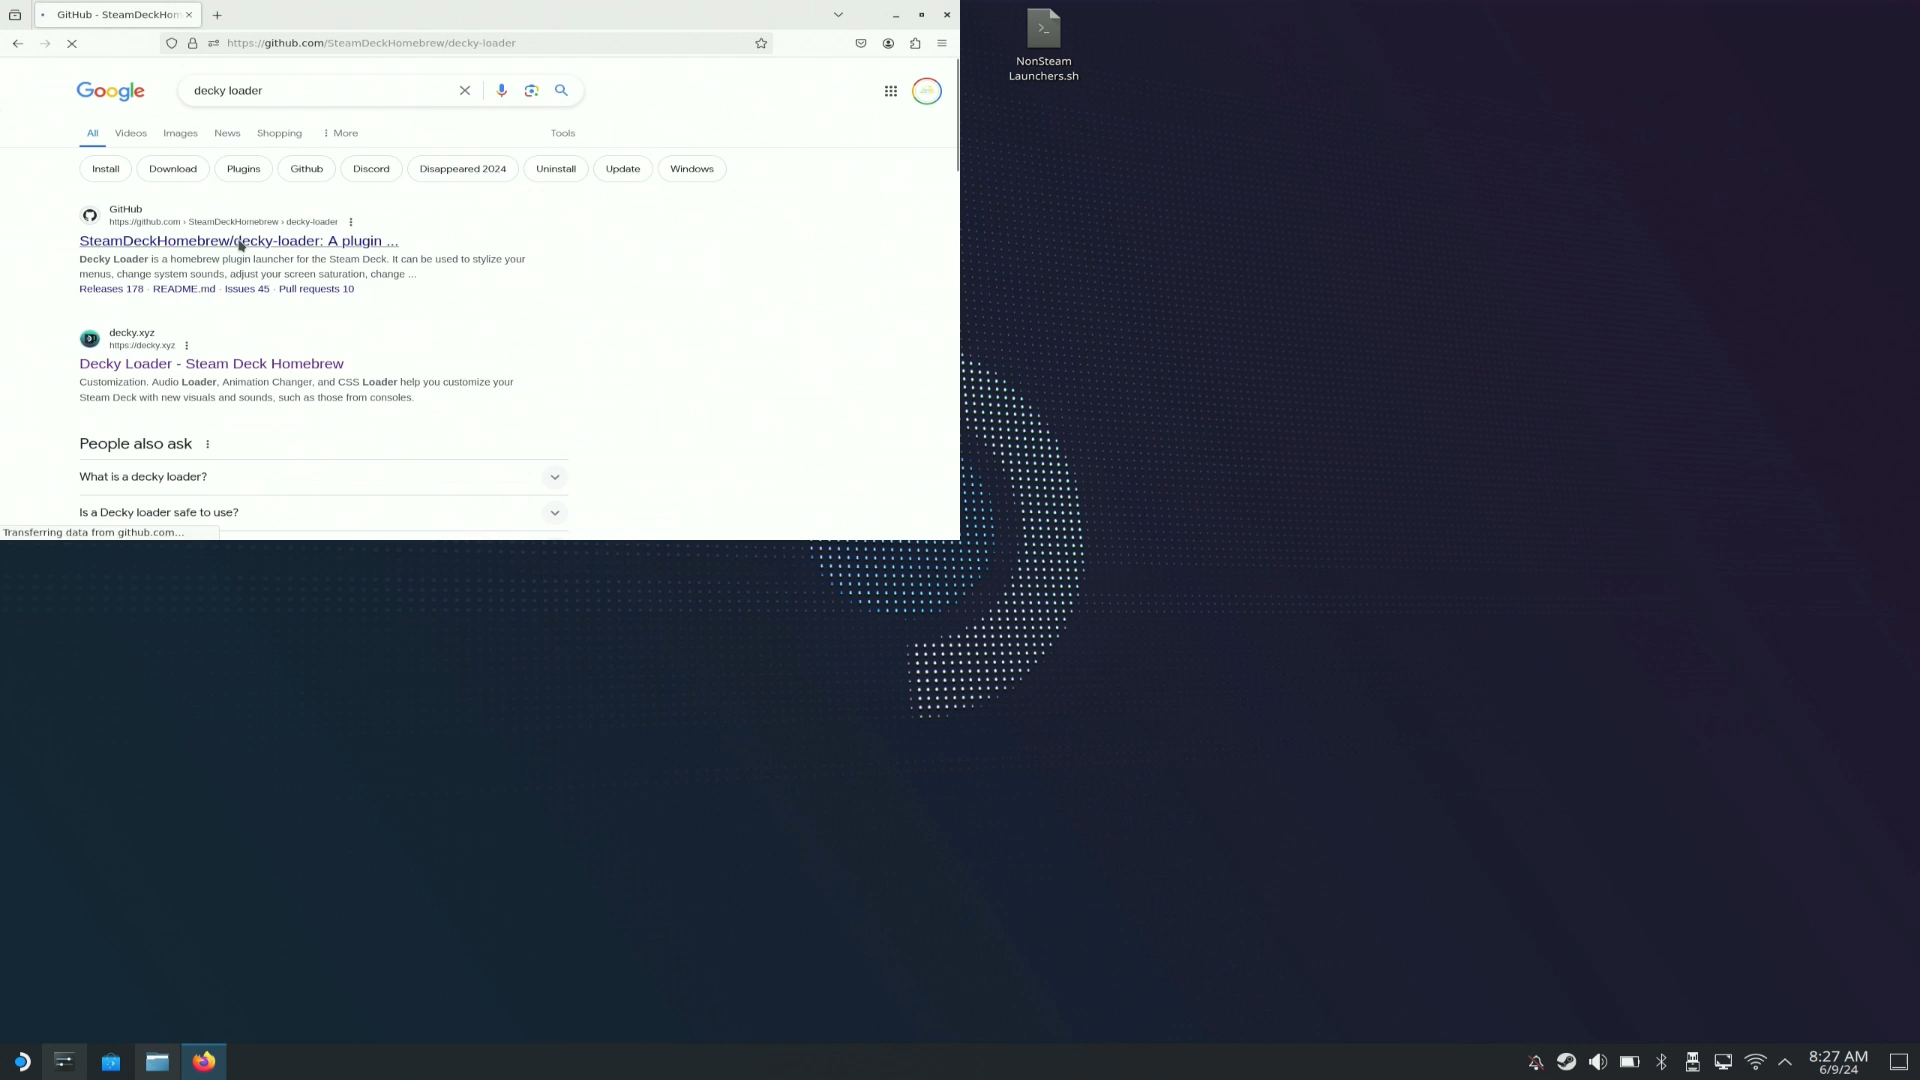 GitHub - SteamDeckHom
https://github.com/SteamDeckHomebrew/decky-loader
NonSteam
Launchers.sh
Google
decky loader
All
Videos
Images
News
Shopping
More
Tools
Install
Download
Plugins
Github
Discord
Disappeared 2024
Uninstall
Update
Windows
GitHub
https://github.com › SteamDeckHomebrew › decky-loader
SteamDeckHomebrew/decky-loader: A plugin ...
Decky Loader is a homebrew plugin launcher for the Steam Deck. It can be used to stylize your
menus, change system sounds, adjust your screen saturation, change ...
Releases 178 · README.md · Issues 45 · Pull requests 10
decky.xyz
https://decky.xyz
Decky Loader - Steam Deck Homebrew
Customization. Audio Loader, Animation Changer, and CSS Loader help you customize your
Steam Deck with new visuals and sounds, such as those from consoles.
People also ask
What is a decky loader?
Is a Decky loader safe to use?
Transferring data from github.com...
8:27 AM
6/9/24